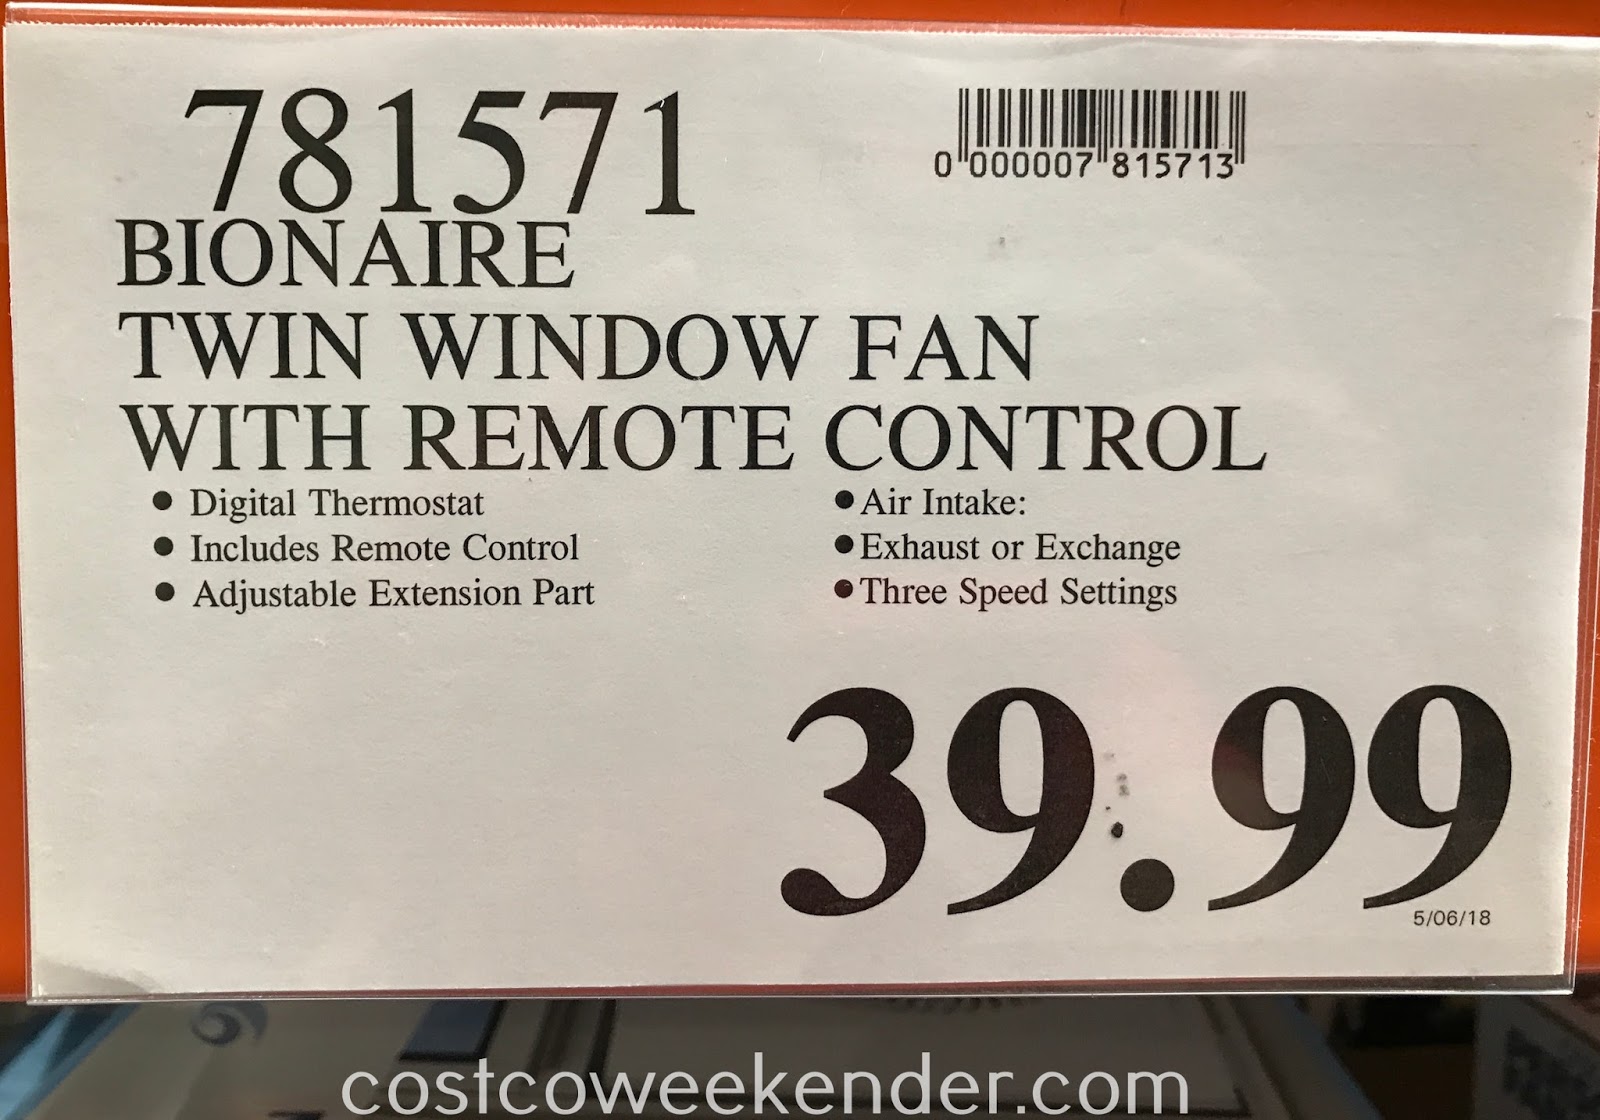 781571
0 000007 815713
BIONAIRE
TWIN WINDOW FAN
WITH REMOTE CONTROL
● Digital Thermostat
● Includes Remote Control
● Adjustable Extension Part
● Air Intake:
● Exhaust or Exchange
● Three Speed Settings
39.99
5/06/18
costcoweekender.com